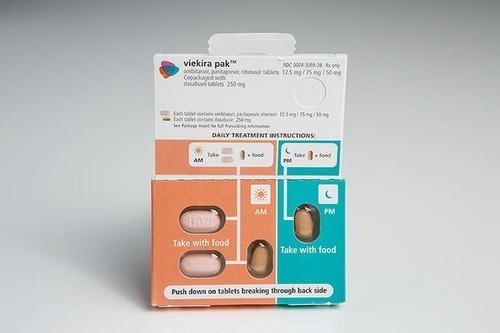 viekira pak™
NDC 0074-3093-28 Rx only
ombitasvir, paritaprevir, ritonavir tablets 12.5 mg / 75 mg / 50 mg
Copackaged with
dasabuvir tablets 250 mg
Each tablet contains ombitasvir, paritaprevir, ritonavir 12.5 mg / 75 mg / 50 mg
Each tablet contains dasabuvir 250 mg
See Package Insert for Full Prescribing Information
DAILY TREATMENT INSTRUCTIONS:
AM Take + food
PM Take + food
AM
PM
Take with food
Take with food
Push down on tablets breaking through back side